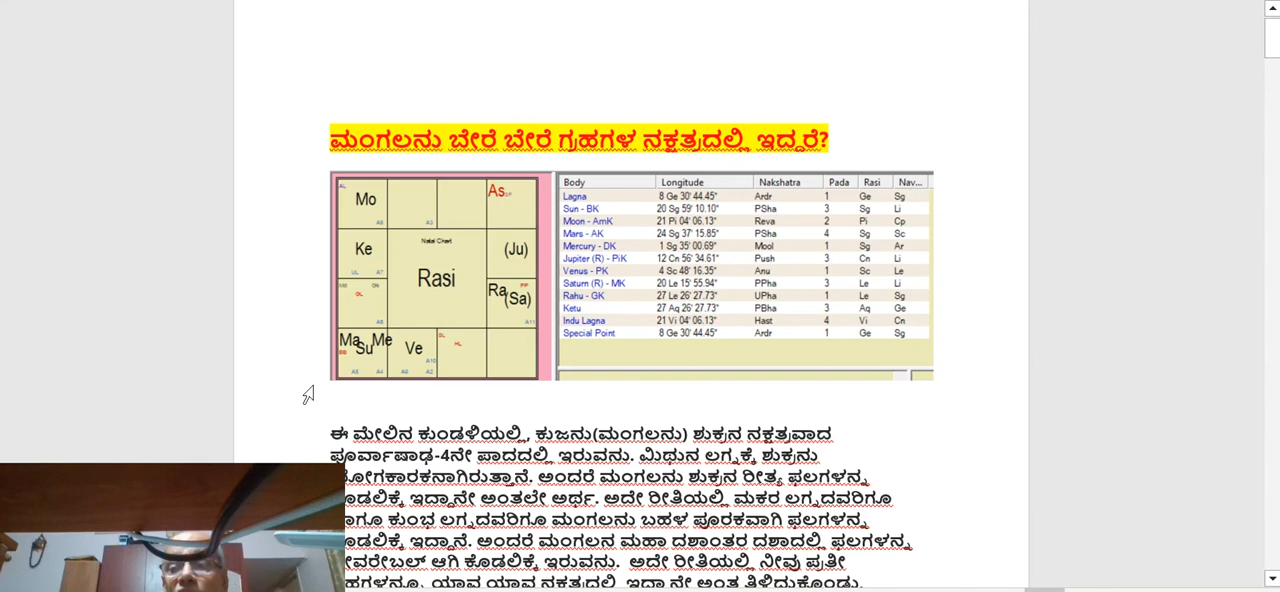 ಮಂಗಲನು ಬೇರೆ ಬೇರೆ ಗ್ರಹಗಳ ನಕ್ಷತ್ರದಲ್ಲಿ ಇದ್ದರೆ?
Mo
As
Natal Chart
Ke
(Ju)
Rasi
Ra
(Sa)
Ma
Me
Su
Ve
Body Longitude Nakshatra Pada Rasi Nav...
Lagna 8 Ge 30' 44.45" Ardr 1 Ge Sg
Sun - BK 20 Sg 59' 10.10" PSha 3 Sg Li
Moon - AmK 21 Pi 04' 06.13" Reva 2 Pi Cp
Mars - AK 24 Sg 37' 15.85" PSha 4 Sg Sc
Mercury - DK 1 Sg 35' 00.69" Mool 1 Sg Ar
Jupiter (R) - PiK 12 Cn 56' 34.61" Push 3 Cn Li
Venus - PK 4 Sc 48' 16.35" Anu 1 Sc Le
Saturn (R) - MK 20 Le 15' 55.94" PPha 3 Le Li
Rahu - GK 27 Le 26' 27.73" UPha 1 Le Sg
Ketu 27 Aq 26' 27.73" PBha 3 Aq Ge
Indu Lagna 21 Vi 04' 06.13" Hast 4 Vi Cn
Special Point 8 Ge 30' 44.45" Ardr 1 Ge Sg
ಈ ಮೇಲಿನ ಕುಂಡಳಿಯಲ್ಲಿ, ಕುಜನು(ಮಂಗಲನು) ಶುಕ್ರನ ನಕ್ಷತ್ರವಾದ
ಪೂರ್ವಾಷಾಢ-4ನೇ ಪಾದದಲ್ಲಿ ಇರುವನು. ಮಿಥುನ ಲಗ್ನಕ್ಕೆ ಶುಕ್ರನು
ಅಂದರೆ ಮಂಗಲನು ಶುಕ್ರನ ರೀತ್ಯ ಫಲಗಳನ್ನು
ಇದ್ದಾನೇ ಅಂತಲೇ ಅರ್ಥ. ಅದೇ ರೀತಿಯಲ್ಲಿ ಮಕರ ಲಗ್ನದವರಿಗೂ
ಕುಂಭ ಲಗ್ನದವರಿಗೂ ಮಂಗಲನು ಬಹಳ ಪೂರಕವಾಗಿ ಫಲಗಳನ್ನು
ಇದ್ದಾನೆ. ಅಂದರೆ ಮಂಗಲನ ಮಹಾ ದಶಾಂತರ ದಶಾದಲ್ಲಿ ಫಲಗಳನ್ನು
ಆಗಿ ಕೊಡಲಿಕ್ಕೆ ಇರುವನು. ಅದೇ ರೀತಿಯಲ್ಲಿ ನೀವು ಪ್ರತೀ
ಯಾವ ಯಾವ ನಕ್ಷತ್ರದಲ್ಲಿ ಇದ್ದಾನೇ ಅಂತ ತಿಳಿದುಕೊಂಡು,